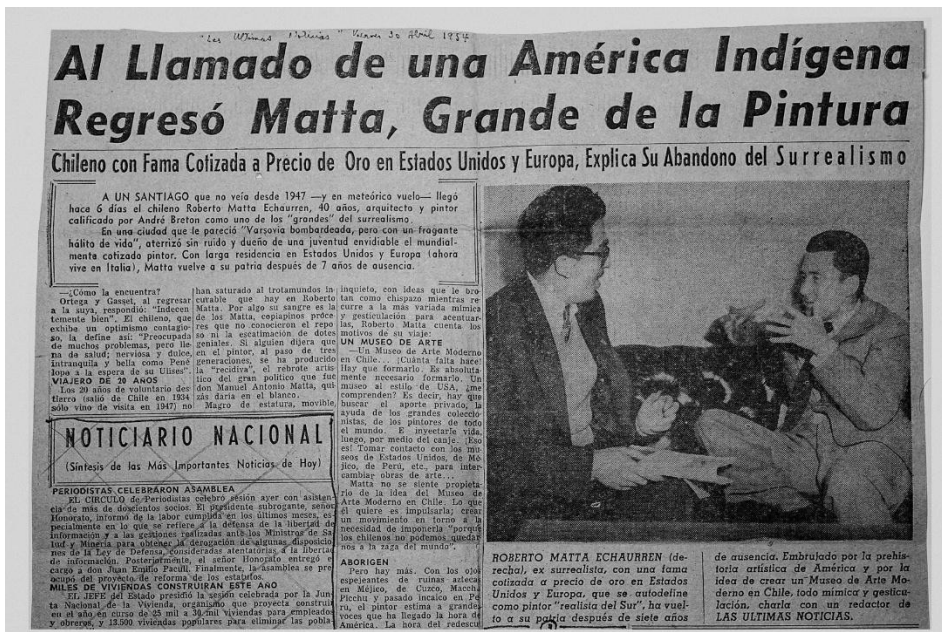 "Las Ultimas Noticias" Viernes 30 Abril 1954
Al Llamado de una América Indígena
Regresó Matta, Grande de la Pintura
Chileno con Fama Cotizada a Precio de Oro en Estados Unidos y Europa, Explica Su Abandono del Surrealismo
A UN SANTIAGO que no veía desde 1947 —y en meteórico vuelo— llegó
hace 6 días el chileno Roberto Matta Echaurren, 40 años, arquitecto y pintor
calificado por André Breton como uno de los "grandes" del surrealismo.
En una ciudad que le pareció "Varsovia bombardeada, pero con un fragante
hálito de vida", aterrizó sin ruido y dueño de una juventud envidiable el mundial-
mente cotizado pintor. Con larga residencia en Estados Unidos y Europa (ahora
vive en Italia), Matta vuelve a su patria después de 7 años de ausencia.
—¿Cómo la encuentra?
Ortega y Gasset, al regresar
a la suya, respondió: "Indecen
temente bien". El chileno, que
exhibe un optimismo contagio-
so, la define así: "Preocupada
de muchos problemas, pero lle-
na de salud; nerviosa y dulce,
intranquila y bella como Pené
lopa a la espera de su Ulises".
VIAJERO DE 20 AÑOS
Los 20 años de voluntario des
tierro (salió de Chile en 1934
sólo vino de visita en 1947) no
han saturado al trotamundos in
curable que hay en Roberto
Matta. Por algo su sangre es la
de los Matta, copiapinos próce
res que no conocieron el repo
so ni la escatimación de dotes
geniales. Si alguien dijera que
en el pintor, al paso de tres
generaciones, se ha producido
la "recidiva", el rebrote artís-
tico del gran político que fue
don Manuel Antonio Matta, qui
zás daría en el blanco.
Magro de estatura, movible,
inquieto, con ideas que le bro
tan como chispazo mientras re
curre a la más variada mímica
y gesticulación para acentuar-
las, Roberto Matta cuenta los
motivos de su viaje:
UN MUSEO DE ARTE
—Un Museo de Arte Moderno
en Chile... ¡Cuánta falta hace!
Hay que formarlo. Es absoluta-
mente necesario formarlo. Un
museo al estilo de USA, ¿me
comprenden? Es decir, hay que
buscar el aporte privado, la
ayuda de los grandes coleccio-
nistas, de los pintores de todo
el mundo. E inyectarle vida
luego, por medio del canje. ¡Eso
es! Tomar contacto con los mu-
seos de Estados Unidos, de Mé-
jico, de Perú, etc., para inter-
cambiar obras de arte...
Matta no se siente propieta-
rio de la idea del Museo de
Arte Moderno en Chile. Lo que
él quiere es impulsarla; crear
un movimiento en torno a la
necesidad de imponerla "porque
los chilenos no podemos quedar
nos a la zaga del mundo".
ABORIGEN
Pero hay más. Con los ojos
espejeantes de ruinas aztecas
en Méjico, de Cuzco, Macchu
Picchu y pasado incaico en Pe-
rú, el pintor estima a grandes
voces que ha llegado la hora de
América. La hora del redescu
NOTICIARIO NACIONAL
(Síntesis de las Más Importantes Noticias de Hoy)
PERIODISTAS CELEBRARON ASAMBLEA
EL CIRCULO de Periodistas celebró sesión ayer con asisten-
cia de más de doscientos socios. El presidente subrogante, señor
Honorato, informó de la labor cumplida en los últimos meses, es-
pecialmente en lo que se refiere a la defensa de la libertad de
información y a las gestiones realizadas ante los Ministros de Sa
lud y Minería para obtener la derogación de algunas disposicio
nes de la Ley de Defensa, consideradas atentatorias a la libertad
de información. Posteriormente, el señor Honorato entregó el
cargo a don Juan Emilio Pacull. Finalmente, la asamblea se pre
ocupó del proyecto de reforma de los estatutos.
MILES DE VIVIENDAS CONSTRUIRAN ESTE AÑO
EL JEFE del Estado presidió la sesión celebrada por la Jun
ta Nacional de la Vivienda, organismo que proyecta construir
en el año en curso de 25 mil a 34 mil viviendas para empleados
y obreros, y 13.500 viviendas populares para eliminar las pobla-
ROBERTO MATTA ECHAURREN (de-
recha), ex surrealista, con una fama
cotizada a precio de oro en Estados
Unidos y Europa, que se autodefine
como pintor "realista del Sur", ha vuel-
to a su patria después de siete años
de ausencia. Embrujado por la prehis-
toria artística de América y por la
idea de crear un Museo de Arte Mo-
derno en Chile, todo mímica y gesticu-
lación, charla con un redactor de
LAS ULTIMAS NOTICIAS.